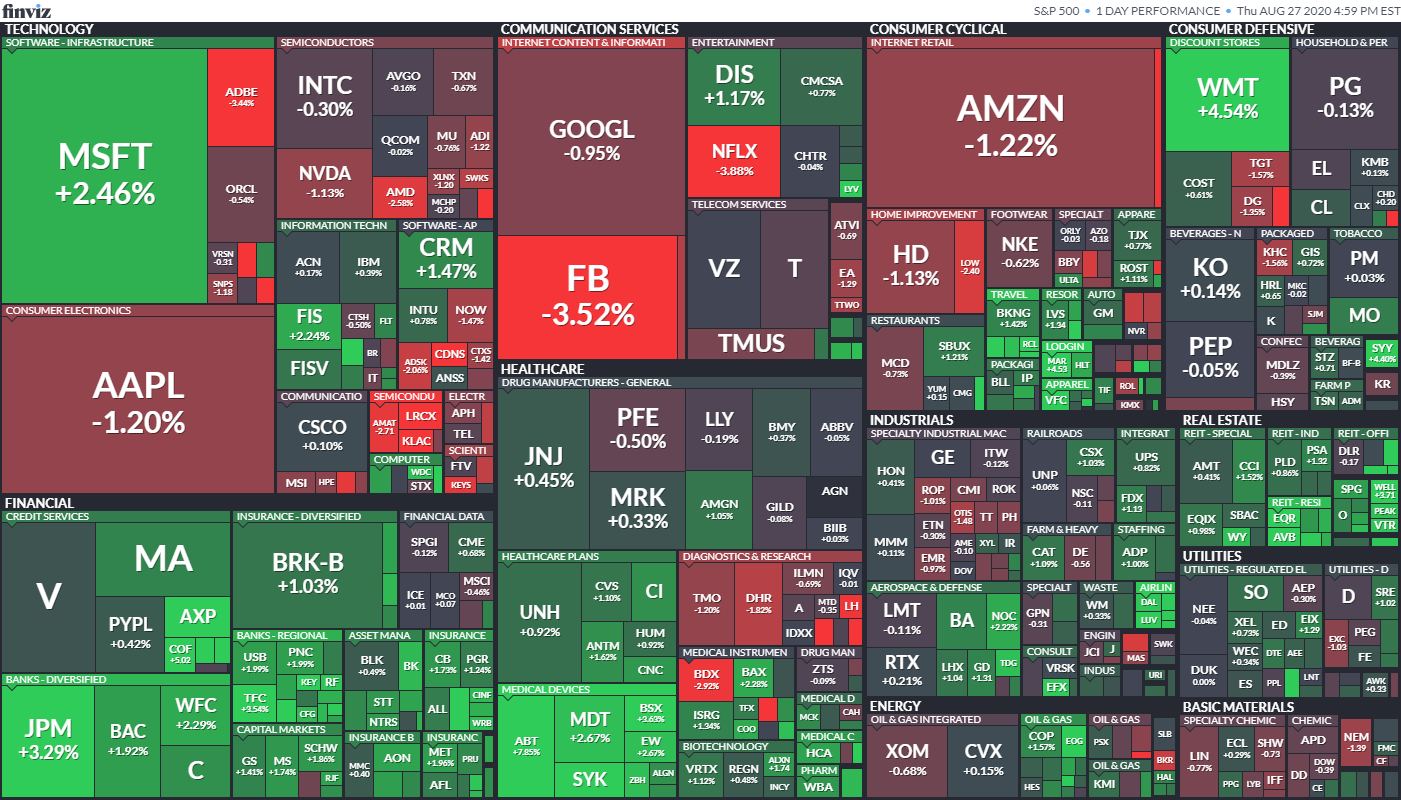 finviz
S&P 500 • 1 DAY PERFORMANCE • Thu AUG 27 2020 4:59 PM EST
TECHNOLOGY
SOFTWARE - INFRASTRUCTURE
MSFT
+2.46%
ADBE
-3.44%
ORCL
-0.54%
VRSN
-0.31
SNPS
-1.18
SEMICONDUCTORS
INTC
-0.30%
AVGO
-0.16%
TXN
-0.67%
QCOM
-0.02%
MU
-0.76%
ADI
-1.22
NVDA
-1.13%
AMD
-2.58%
XLNX
-1.20
SWKS
MCHP
-0.20
CONSUMER ELECTRONICS
AAPL
-1.20%
INFORMATION TECHN
ACN
+0.17%
IBM
+0.39%
FIS
+2.24%
CTSH
-0.50%
FLT
FISV
BR
IT
SOFTWARE - AP
CRM
+1.47%
INTU
+0.78%
NOW
-1.47%
ADSK
-2.06%
CDNS
CTXS
-1.42
ANSS
COMMUNICATIO
CSCO
+0.10%
MSI
HPE
SEMICONDU
AMAT
-2.71
LRCX
KLAC
COMPUTER
WDC
STX
ELECTR
APH
TEL
SCIENTI
FTV
KEYS
COMMUNICATION SERVICES
INTERNET CONTENT & INFORMATI
GOOGL
-0.95%
FB
-3.52%
ENTERTAINMENT
DIS
+1.17%
CMCSA
+0.77%
NFLX
-3.88%
CHTR
-0.04%
LYV
TELECOM SERVICES
VZ
T
TMUS
ATVI
-0.69
EA
-1.29
TTWO
CONSUMER CYCLICAL
INTERNET RETAIL
AMZN
-1.22%
HOME IMPROVEMENT
HD
-1.13%
LOW
-2.40
FOOTWEAR
NKE
-0.62%
SPECIALT
ORLY
-0.03
AZO
-0.18
BBY
ULTA
APPARE
TJX
+0.77%
ROST
+1.11%
RESTAURANTS
MCD
-0.73%
SBUX
+1.21%
YUM
+0.15
CMG
TRAVEL
BKNG
+1.42%
RCL
PACKAGI
BLL
IP
RESOR
LVS
+1.34
AUTO
GM
NVR
LODGIN
MAR
+4.53
HLT
APPAREL
VFC
TIF
ROL
KMX
CONSUMER DEFENSIVE
DISCOUNT STORES
WMT
+4.54%
COST
+0.61%
TGT
-1.57%
DG
-1.35%
HOUSEHOLD & PER
PG
-0.13%
EL
KMB
+0.13%
CL
CLX
CHD
+0.20
BEVERAGES - N
KO
+0.14%
PEP
-0.05%
PACKAGED
KHC
-1.56%
GIS
+0.72%
HRL
+0.65
MKC
-0.02
K
SJM
TOBACCO
PM
+0.03%
MO
CONFEC
MDLZ
-0.39%
HSY
BEVERAG
STZ
+0.71
BF-B
FARM P
TSN
ADM
SYY
+4.40%
KR
FINANCIAL
CREDIT SERVICES
V
MA
PYPL
+0.42%
AXP
COF
+5.02
BANKS - DIVERSIFIED
JPM
+3.29%
BAC
+1.92%
WFC
+2.29%
C
INSURANCE - DIVERSIFIED
BRK-B
+1.03%
FINANCIAL DATA
SPGI
-0.12%
CME
+0.68%
ICE
+0.01
MCO
+0.07
MSCI
-0.46%
BANKS - REGIONAL
USB
+1.99%
PNC
+1.99%
TFC
+3.54%
KEY
RF
CFG
ASSET MANA
BLK
+0.49%
BK
STT
NTRS
INSURANCE
CB
+1.73%
PGR
+1.24%
ALL
CINF
WRB
CAPITAL MARKETS
GS
+1.41%
MS
+1.74%
SCHW
+1.86%
RJF
INSURANCE B
MMC
+0.40
AON
INSURANC
MET
+1.96%
PRU
AFL
HEALTHCARE
DRUG MANUFACTURERS - GENERAL
JNJ
+0.45%
PFE
-0.50%
LLY
-0.19%
BMY
+0.37%
ABBV
-0.05%
MRK
+0.33%
AMGN
+1.05%
GILD
-0.08%
AGN
BIIB
+0.03%
HEALTHCARE PLANS
UNH
+0.92%
CVS
+1.10%
CI
ANTM
+1.62%
HUM
+0.92%
CNC
DIAGNOSTICS & RESEARCH
TMO
-1.20%
DHR
-1.82%
ILMN
-0.69%
IQV
-0.01
A
MTD
-0.35
LH
IDXX
MEDICAL DEVICES
ABT
+7.85%
MDT
+2.67%
BSX
+3.63%
EW
+2.67%
SYK
ZBH
ALGN
MEDICAL INSTRUMEN
BDX
-2.92%
BAX
+2.28%
ISRG
+1.34%
TFX
COO
DRUG MAN
ZTS
-0.09%
MEDICAL D
MCK
CAH
BIOTECHNOLOGY
VRTX
+1.12%
REGN
+0.48%
ALXN
+1.74
INCY
MEDICAL C
HCA
PHARM
WBA
INDUSTRIALS
SPECIALTY INDUSTRIAL MAC
HON
+0.41%
GE
ITW
-0.12%
ROP
-1.01%
CMI
ROK
MMM
+0.11%
ETN
-0.30%
OTIS
-1.48
TT
PH
EMR
-0.97%
AME
-0.10
XYL
IR
DOV
RAILROADS
UNP
+0.06%
CSX
+1.03%
NSC
-0.11
INTEGRAT
UPS
+0.82%
FDX
+1.13
FARM & HEAVY
CAT
+1.09%
DE
-0.56
STAFFING
ADP
+1.00%
AEROSPACE & DEFENSE
LMT
-0.11%
BA
NOC
+2.22%
RTX
+0.21%
LHX
+1.04
GD
+1.31
TDG
SPECIALT
GPN
-0.31
WASTE
WM
+0.33%
AIRLIN
DAL
LUV
CONSULT
VRSK
EFX
ENGIN
JCI
J
MAS
SWK
INDUS
URI
ENERGY
OIL & GAS INTEGRATED
XOM
-0.68%
CVX
+0.15%
OIL & GAS
COP
+1.57%
EOG
HES
OIL & GAS
PSX
OIL & GAS
KMI
SLB
BKR
HAL
REAL ESTATE
REIT - SPECIAL
AMT
+0.41%
CCI
+1.52%
EQIX
+0.98%
SBAC
WY
REIT - IND
PLD
+0.86%
PSA
+1.32
REIT - RESI
EQR
AVB
REIT - OFFI
DLR
-0.17
SPG
WELL
+3.71
O
PEAK
VTR
UTILITIES
UTILITIES - REGULATED EL
NEE
-0.04%
SO
AEP
-0.30%
XEL
+0.73%
ED
EIX
+1.29
WEC
+0.34%
DTE
AEE
DUK
0.00%
ES
PPL
LNT
UTILITIES - D
D
SRE
+1.02
EXC
-1.03
PEG
FE
AWK
+0.33
BASIC MATERIALS
SPECIALTY CHEMIC
LIN
-0.77%
ECL
+0.29%
SHW
-0.73
PPG
LYB
IFF
CHEMIC
APD
DD
DOW
-0.39
CE
NEM
-1.39
FMC
CF